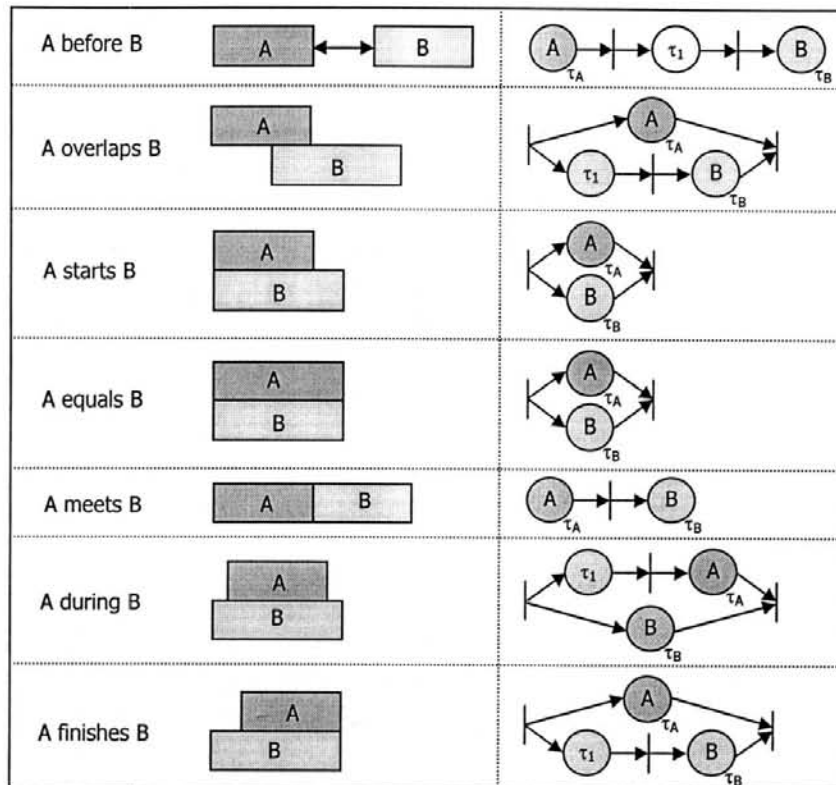 A before B
A
B
A
τA
τ1
B
τB
A overlaps B
A
B
A
τA
τ1
B
τB
A starts B
A
B
A
τA
B
τB
A equals B
A
B
A
τA
B
τB
A meets B
A
B
A
τA
B
τB
A during B
A
B
τ1
A
τA
B
τB
A finishes B
A
B
A
τA
τ1
B
τB